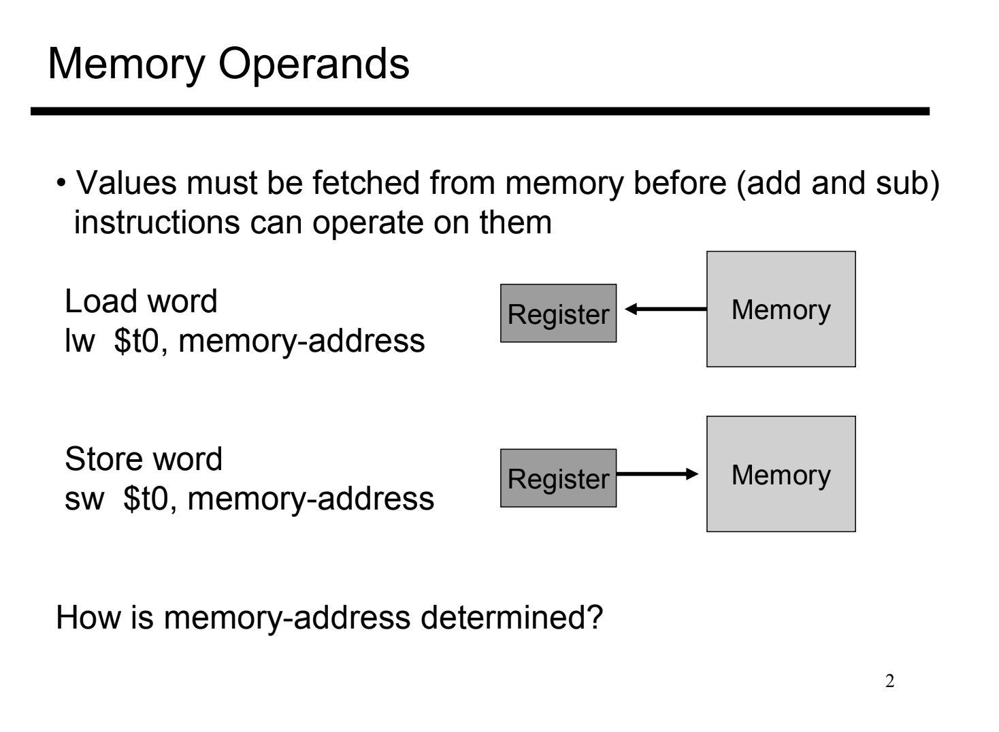 Memory Operands
• Values must be fetched from memory before (add and sub)
instructions can operate on them
Load word
lw $t0, memory-address
Register
Memory
Store word
sw $t0, memory-address
Register
Memory
How is memory-address determined?
2